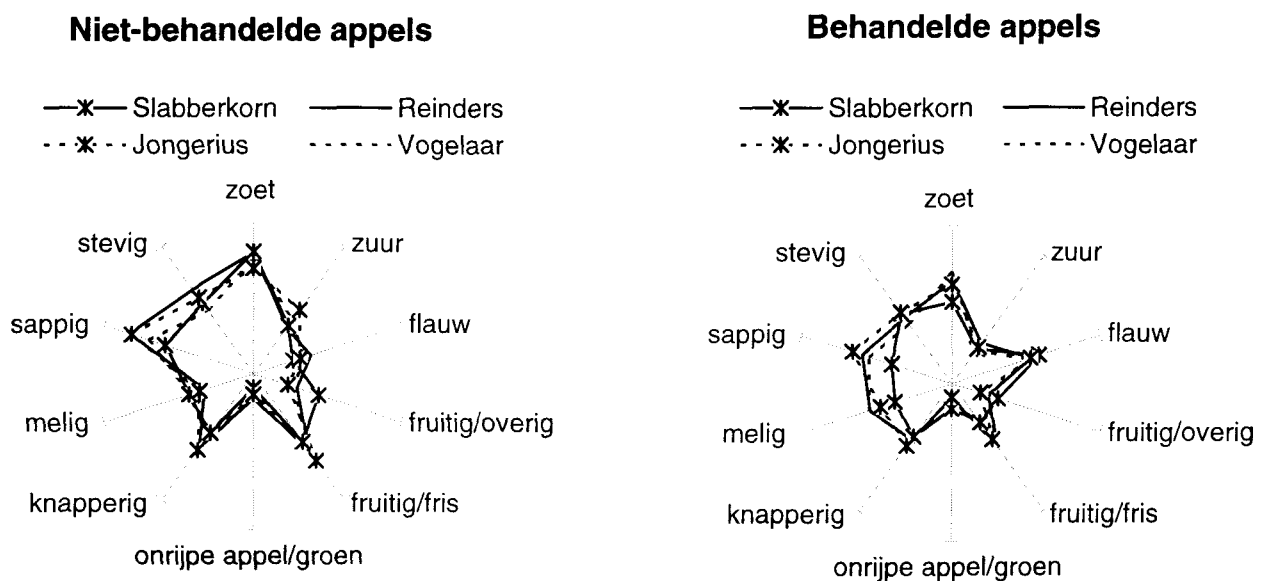 Niet-behandelde appels
Slabberkorn
Reinders
Jongerius
Vogelaar
zoet
zuur
flauw
fruitig/overig
fruitig/fris
onrijpe appel/groen
knapperig
melig
sappig
stevig
Behandelde appels
Slabberkorn
Reinders
Jongerius
Vogelaar
zoet
zuur
flauw
fruitig/overig
fruitig/fris
onrijpe appel/groen
knapperig
melig
sappig
stevig